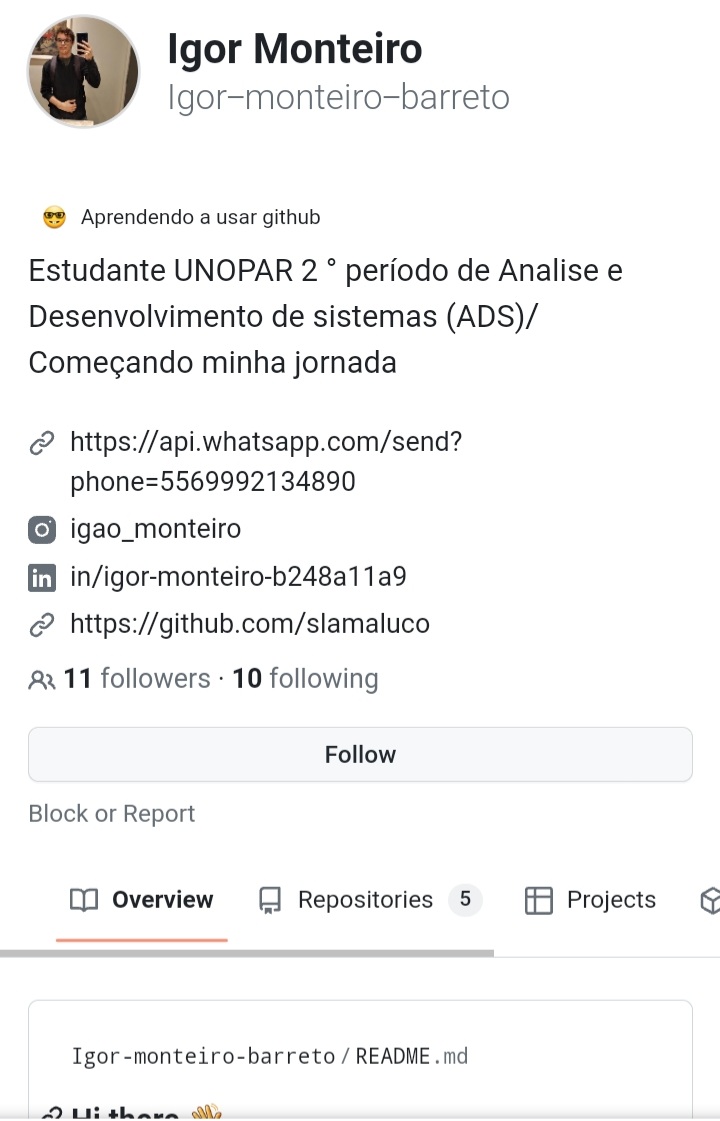 Igor Monteiro
Igor-monteiro-barreto
Aprendendo a usar github
Estudante UNOPAR 2 ° período de Analise e
Desenvolvimento de sistemas (ADS)/
Começando minha jornada
https://api.whatsapp.com/send?
phone=5569992134890
igao_monteiro
in/igor-monteiro-b248a11a9
https://github.com/slamaluco
11 followers · 10 following
Follow
Block or Report
Overview Repositories 5 Projects
Igor-monteiro-barreto/README.md
Hi there 👋